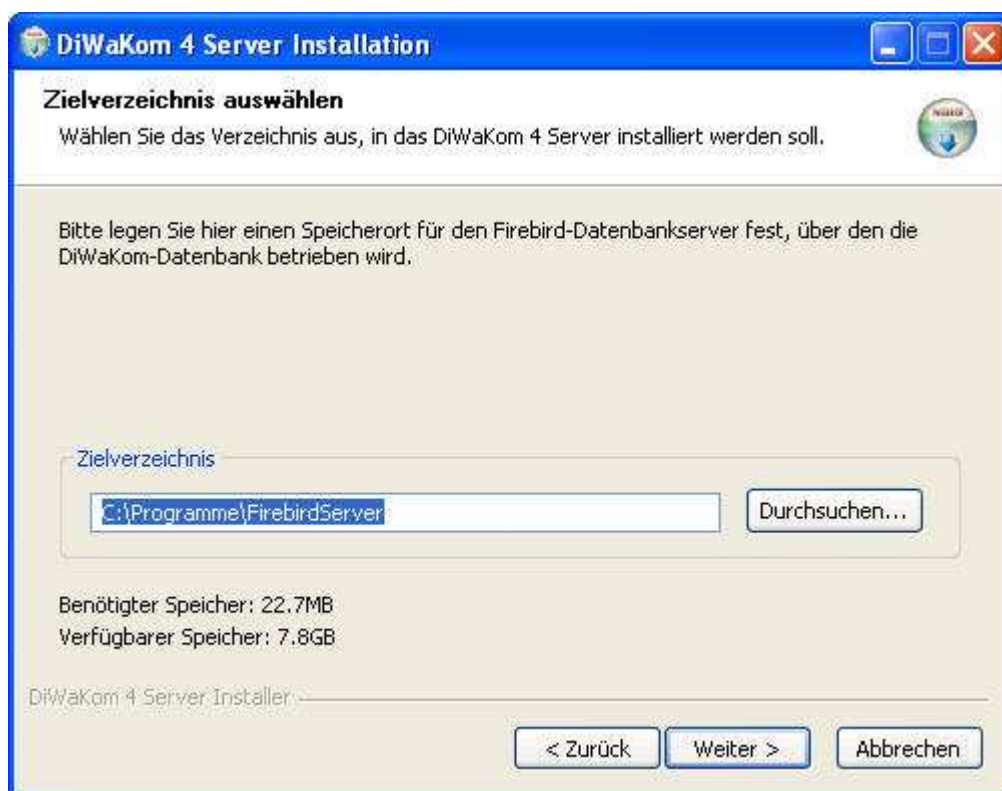 DiWaKom 4 Server Installation
Zielverzeichnis auswählen
Wählen Sie das Verzeichnis aus, in das DiWaKom 4 Server installiert werden soll.
Bitte legen Sie hier einen Speicherort für den Firebird-Datenbankserver fest, über den die
DiWaKom-Datenbank betrieben wird.
Zielverzeichnis
C:\Programme\FirebirdServer
Durchsuchen...
Benötigter Speicher: 22.7MB
Verfügbarer Speicher: 7.8GB
DiWaKom 4 Server Installer
< Zurück
Weiter >
Abbrechen